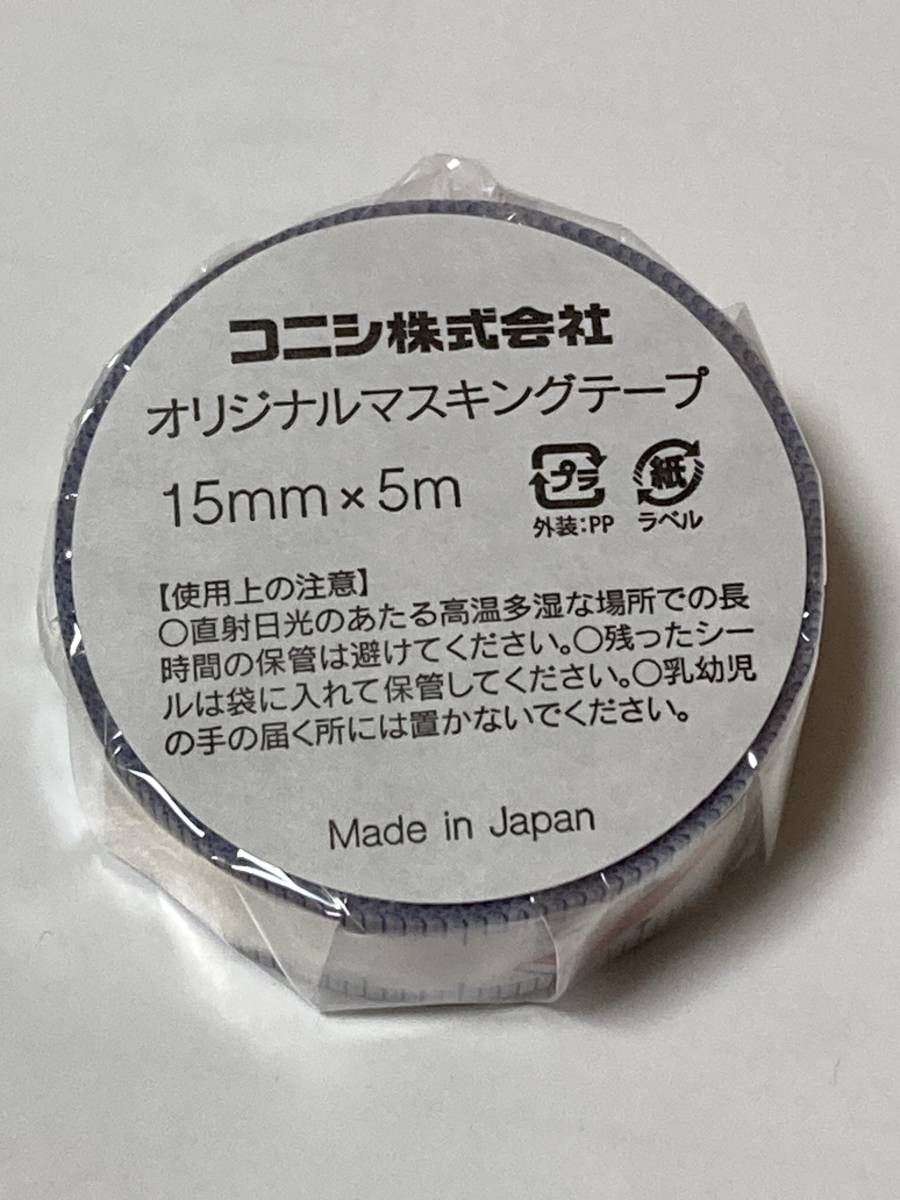 コニシ株式会社
オリジナルマスキングテープ
15mm×5m
プラ
外装:PP
紙
ラベル
【使用上の注意】
○直射日光のあたる高温多湿な場所での長
時間の保管は避けてください。○残ったシー
ルは袋に入れて保管してください。○乳幼児
の手の届く所には置かないでください。
Made in Japan